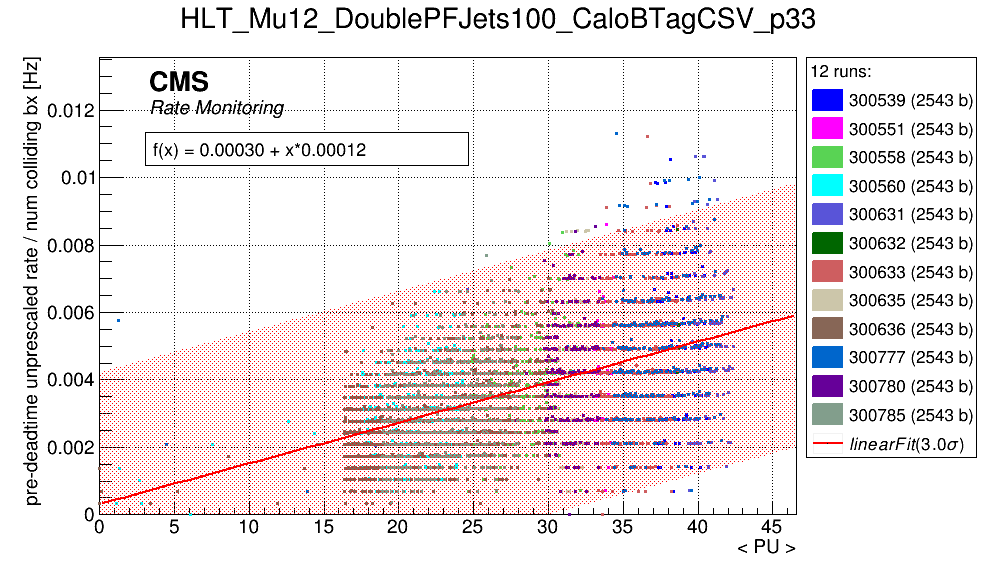 HLT_Mu12_DoublePFJets100_CaloBTagCSV_p33
pre-deadtime unprescaled rate / num colliding bx [Hz]
CMS
Rate Monitoring
f(x) = 0.00030 + x*0.00012
0.012
0.01
0.008
0.006
0.004
0.002
0
0 5 10 15 20 25 30 35 40 45
< PU >
12 runs:
300539 (2543 b)
300551 (2543 b)
300558 (2543 b)
300560 (2543 b)
300631 (2543 b)
300632 (2543 b)
300633 (2543 b)
300635 (2543 b)
300636 (2543 b)
300777 (2543 b)
300780 (2543 b)
300785 (2543 b)
linearFit(3.0σ)